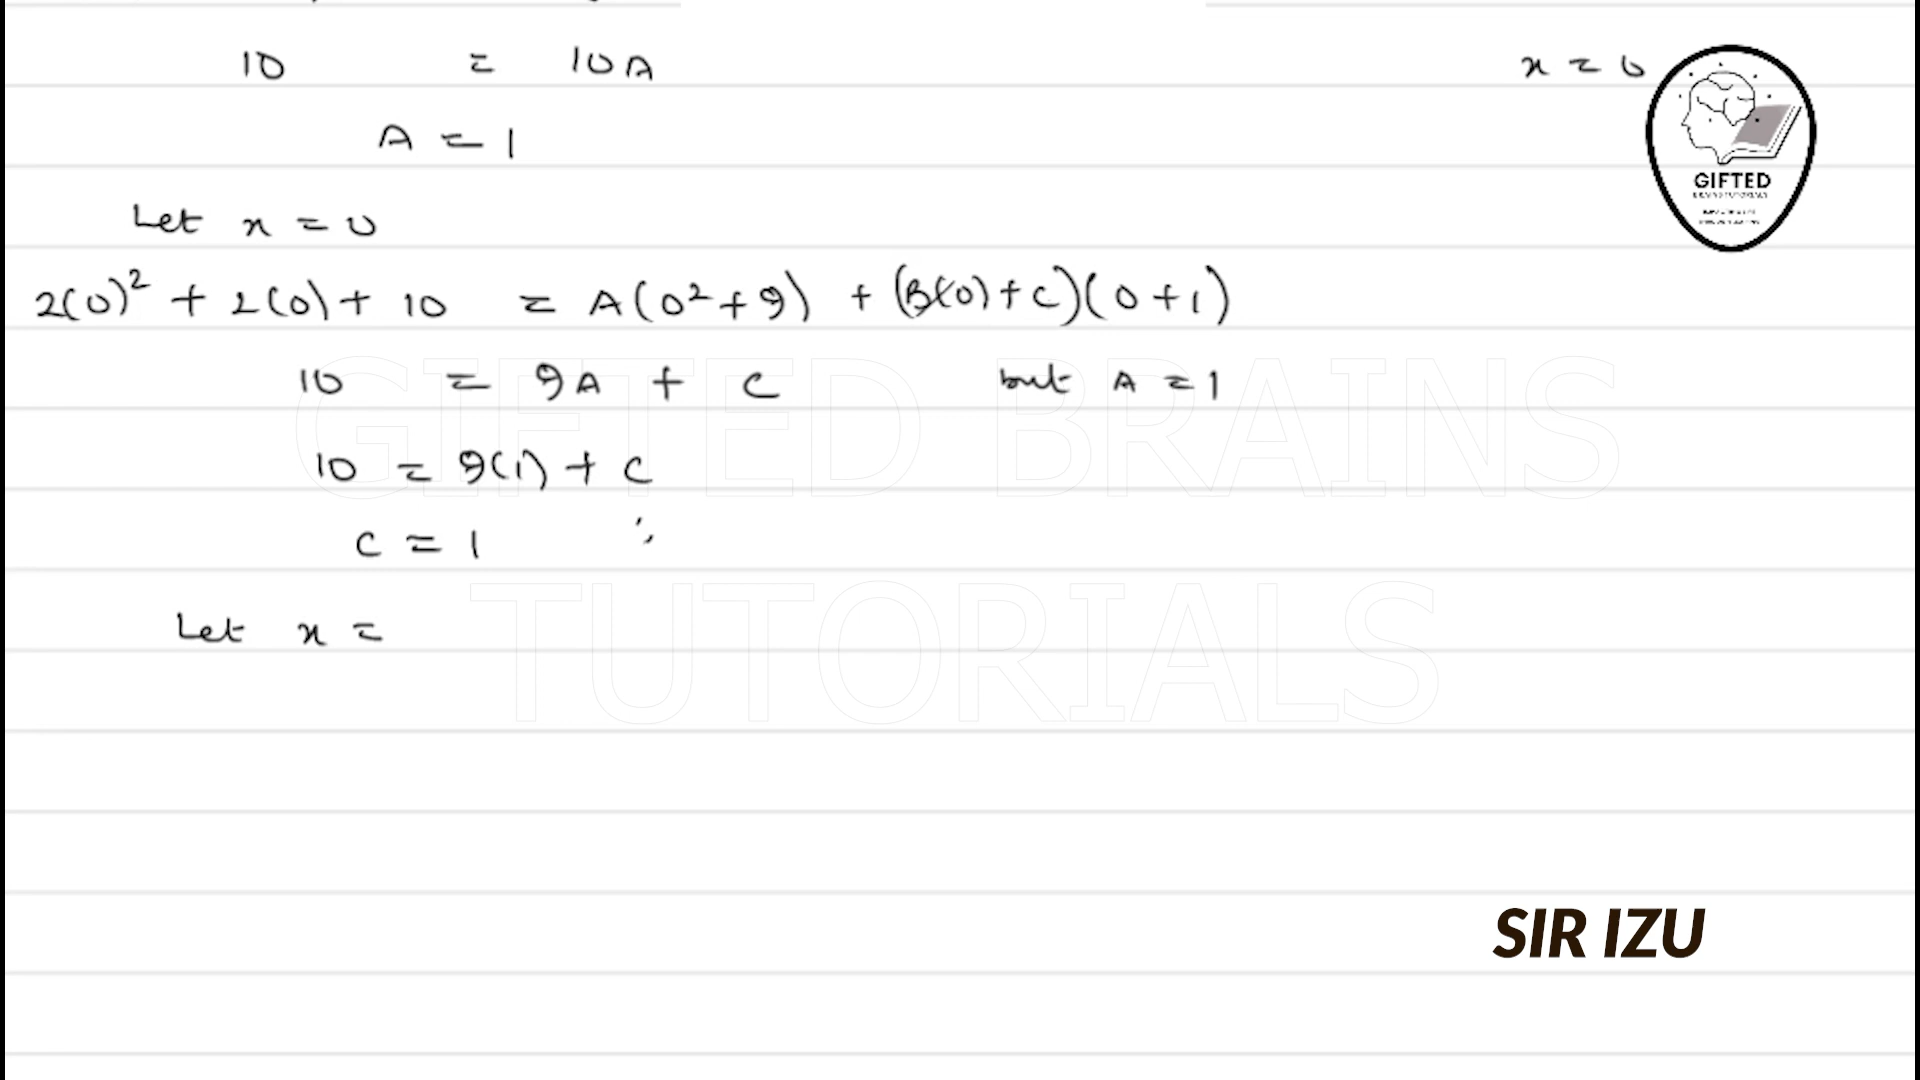 10 = 10A
x = 0
A = 1
Let x = 0
2(0)² + 2(0) + 10 = A(0² + 9) + (B(0) + C)(0 + 1)
10 = 9A + C but A = 1
10 = 9(1) + C
C = 1
Let x =
GIFTED
GIFTED BRAINS
TUTORIALS
SIR IZU